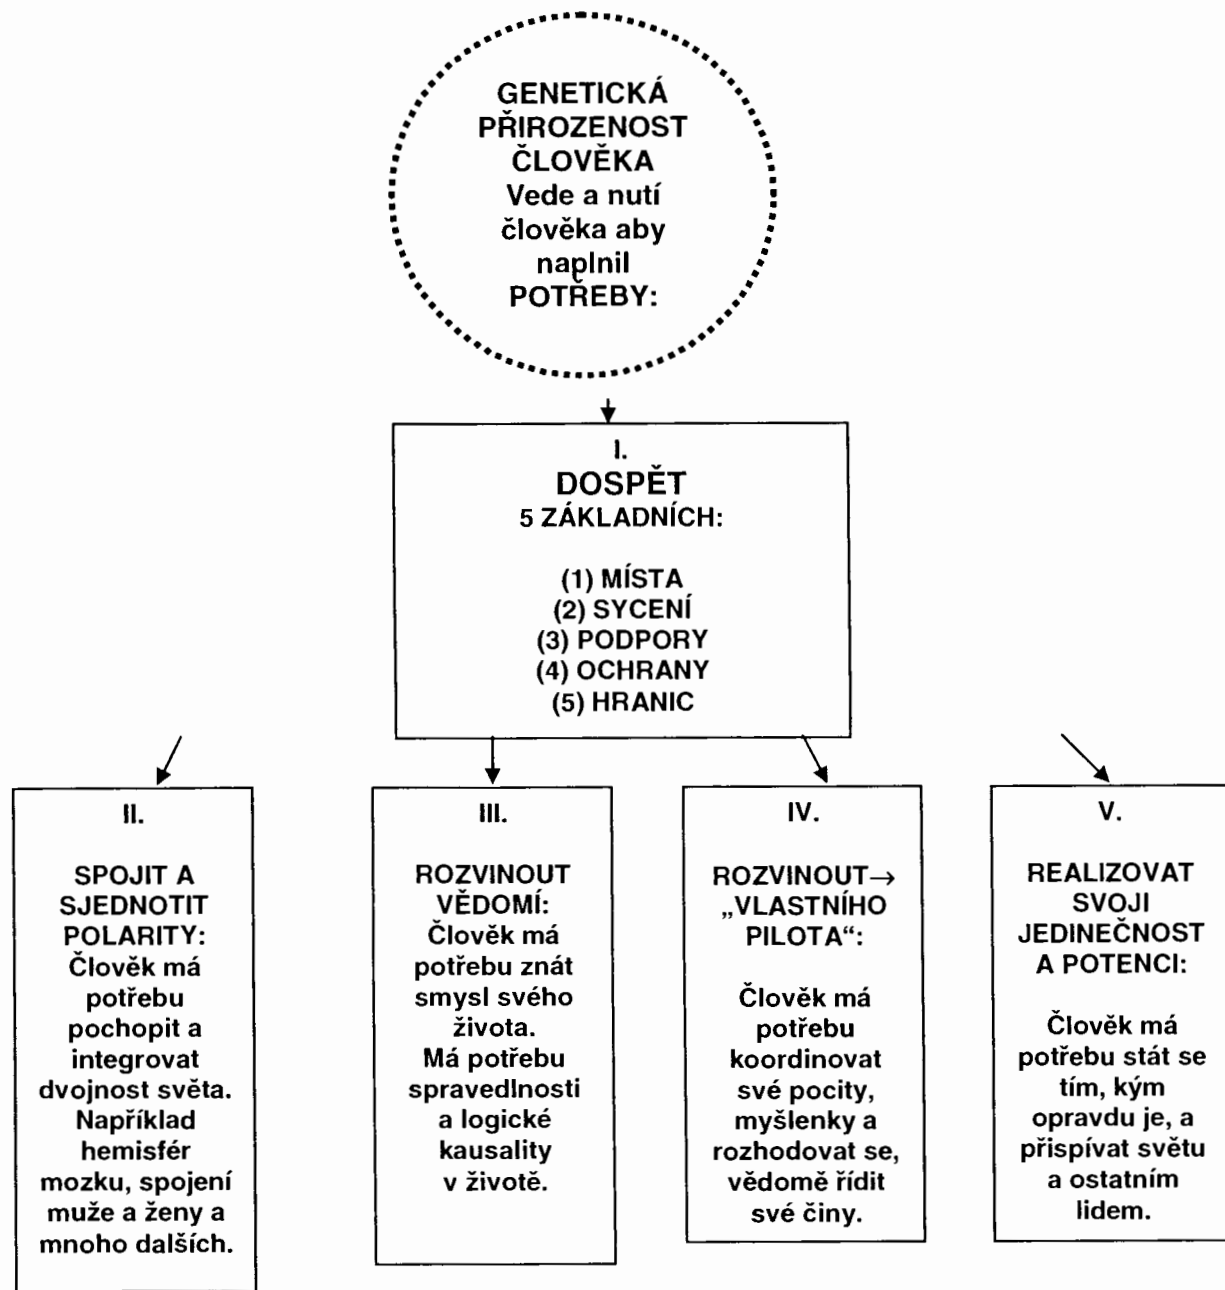 GENETICKÁ
PŘIROZENOST
ČLOVĚKA
Vede a nutí
člověka aby
naplnil
POTŘEBY:
I.
DOSPĚT
5 ZÁKLADNÍCH:
(1) MÍSTA
(2) SYCENÍ
(3) PODPORY
(4) OCHRANY
(5) HRANIC
II.
SPOJIT A
SJEDNOTIT
POLARITY:
Člověk má
potřebu
pochopit a
integrovat
dvojnost světa.
Například
hemisfér
mozku, spojení
muže a ženy a
mnoho dalších.
III.
ROZVINOUT
VĚDOMÍ:
Člověk má
potřebu znát
smysl svého
života.
Má potřebu
spravedlnosti
a logické
kausality
v životě.
IV.
ROZVINOUT→
„VLASTNÍHO
PILOTA“:
Člověk má
potřebu
koordinovat
své pocity,
myšlenky a
rozhodovat se,
vědomě řídit
své činy.
V.
REALIZOVAT
SVOJI
JEDINEČNOST
A POTENCI:
Člověk má
potřebu stát se
tím, kým
opravdu je, a
přispívat světu
a ostatním
lidem.